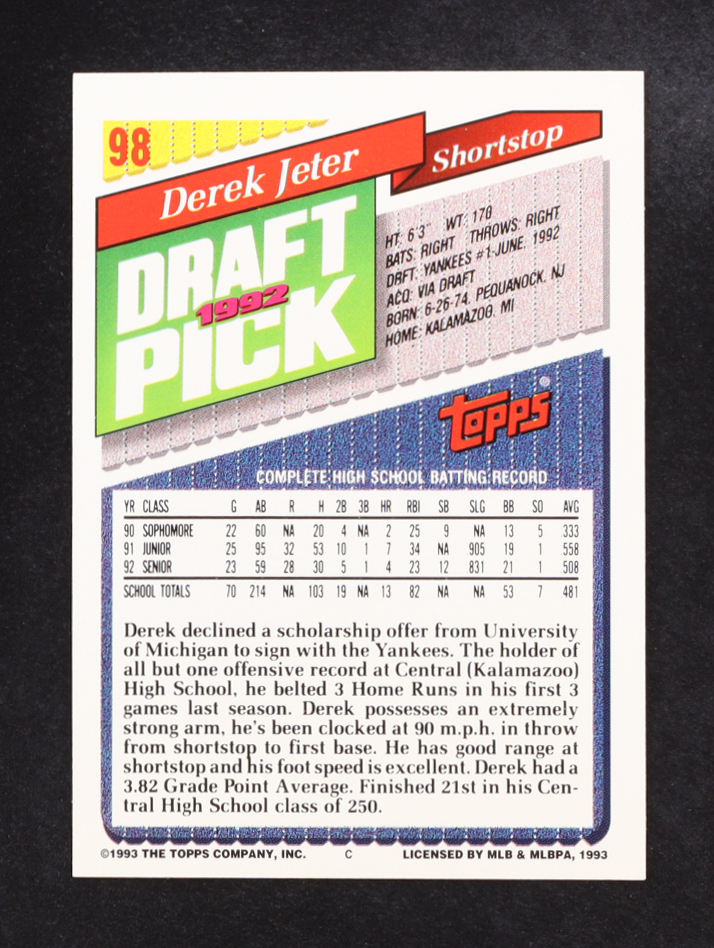 98
Derek Jeter
Shortstop
DRAFT
1992
PICK
HT: 6'3" WT: 170
BATS: RIGHT THROWS: RIGHT
DRFT: YANKEES #1-JUNE, 1992
ACQ: VIA DRAFT
BORN: 6-26-74, PEQUANOCK, NJ
HOME: KALAMAZOO, MI
TOPPS®
COMPLETE HIGH SCHOOL BATTING RECORD
YR CLASS G AB R H 2B 3B HR RBI SB SLG BB SO AVG
90 SOPHOMORE 22 60 NA 20 4 NA 2 25 9 NA 13 5 333
91 JUNIOR 25 95 32 53 10 1 7 34 NA 905 19 1 558
92 SENIOR 23 59 28 30 5 1 4 23 12 831 21 1 508
SCHOOL TOTALS 70 214 NA 103 19 NA 13 82 NA NA 53 7 481
Derek declined a scholarship offer from University
of Michigan to sign with the Yankees. The holder of
all but one offensive record at Central (Kalamazoo)
High School, he belted 3 Home Runs in his first 3
games last season. Derek possesses an extremely
strong arm, he's been clocked at 90 m.p.h. in throw
from shortstop to first base. He has good range at
shortstop and his foot speed is excellent. Derek had a
3.82 Grade Point Average. Finished 21st in his Cen-
tral High School class of 250.
©1993 THE TOPPS COMPANY, INC. C LICENSED BY MLB & MLBPA, 1993